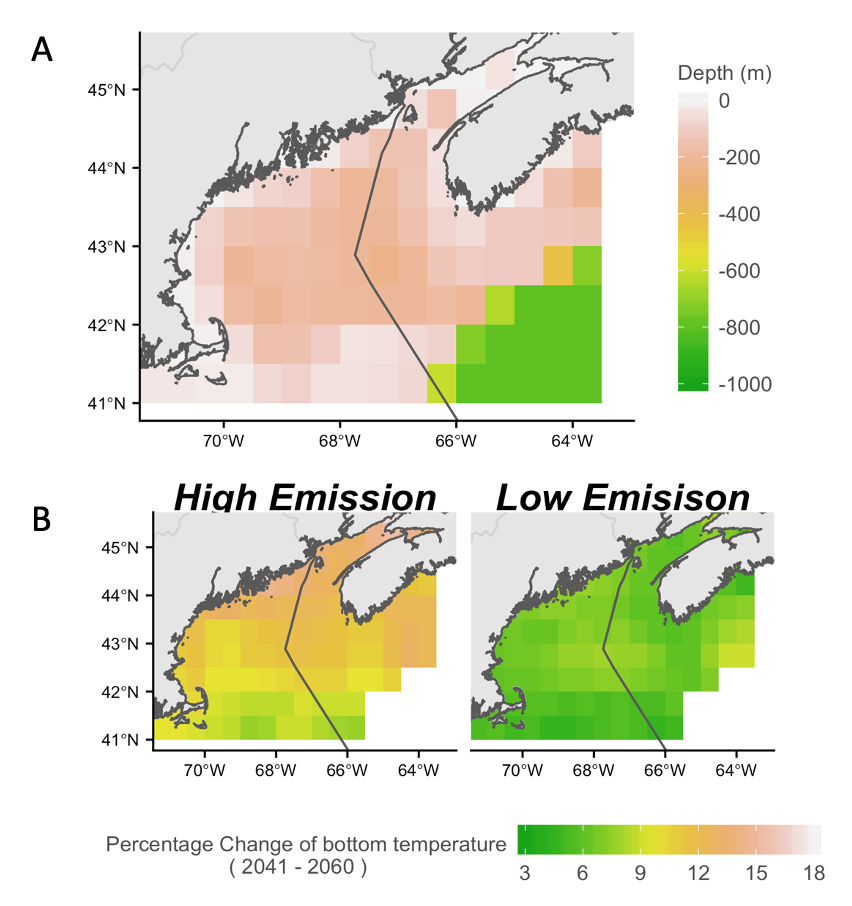 A
Depth (m)
45°N
44°N
43°N
42°N
41°N
0
-200
-400
-600
-800
-1000
70°W 68°W 66°W 64°W
B
High Emission Low Emisison
45°N
44°N
43°N
42°N
41°N
70°W 68°W 66°W 64°W 70°W 68°W 66°W 64°W
Percentage Change of bottom temperature
( 2041 - 2060 )
3 6 9 12 15 18